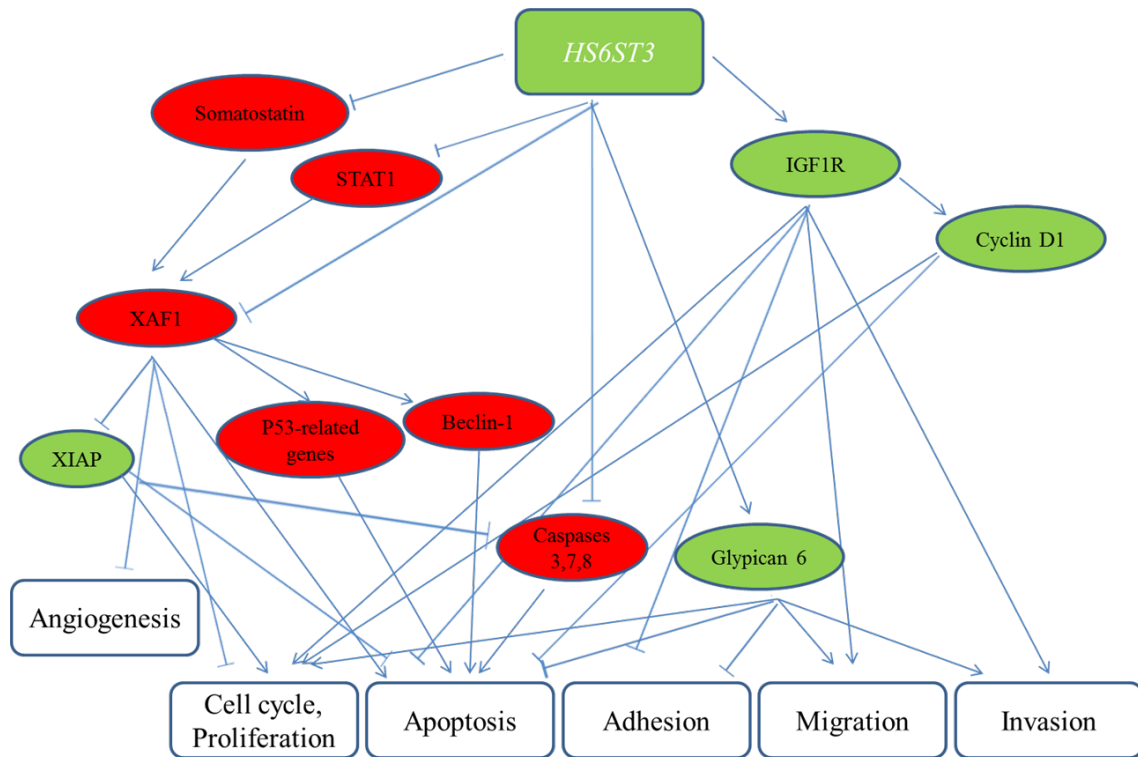 HS6ST3
Somatostatin
STAT1
IGF1R
Cyclin D1
XAF1
P53-related
genes
Beclin-1
XIAP
Caspases
3,7,8
Glypican 6
Angiogenesis
Cell cycle,
Proliferation
Apoptosis
Adhesion
Migration
Invasion